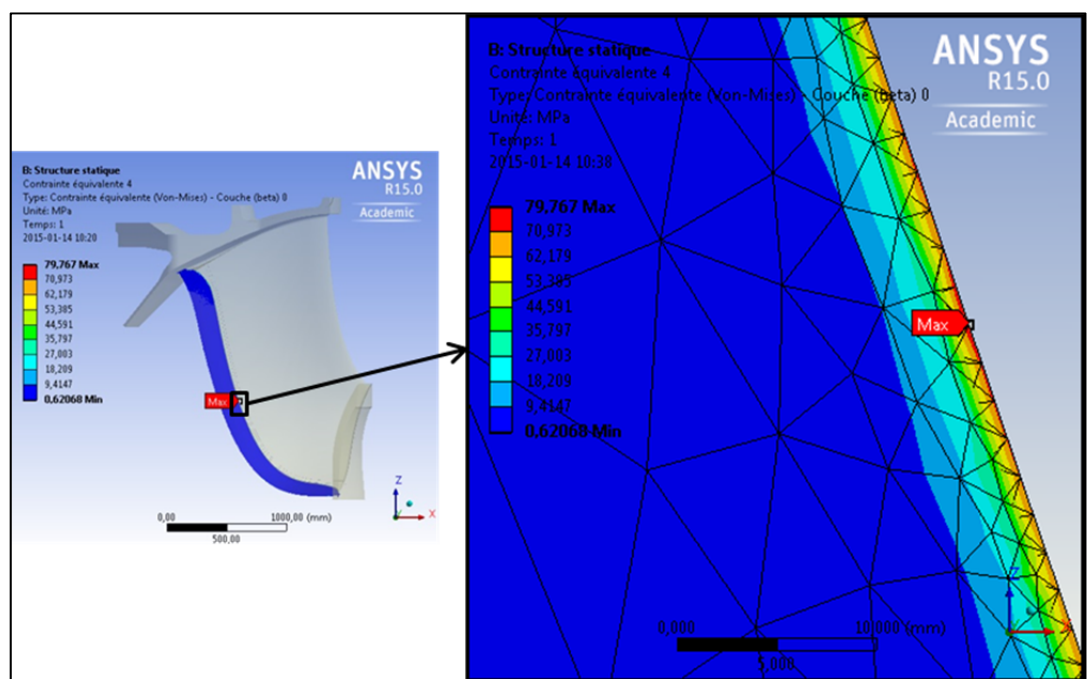 B: Structure statique
Contrainte équivalente 4
Type: Contrainte équivalente (Von-Mises) - Couche (beta) 0
Unité: MPa
Temps: 1
2015-01-14 10:20
ANSYS
R15.0
Academic
79,767 Max
70,973
62,179
53,385
44,591
35,797
27,003
18,209
9,4147
0,62068 Min
Max
0,00
1000,00 (mm)
500,00
Z
X
B: Structure statique
Contrainte équivalente 4
Type: Contrainte équivalente (Von-Mises) - Couche (beta) 0
Unité: MPa
Temps: 1
2015-01-14 10:38
ANSYS
R15.0
Academic
79,767 Max
70,973
62,179
53,385
44,591
35,797
27,003
18,209
9,4147
0,62068 Min
Max
0,000
10,000 (mm)
5,000
Z